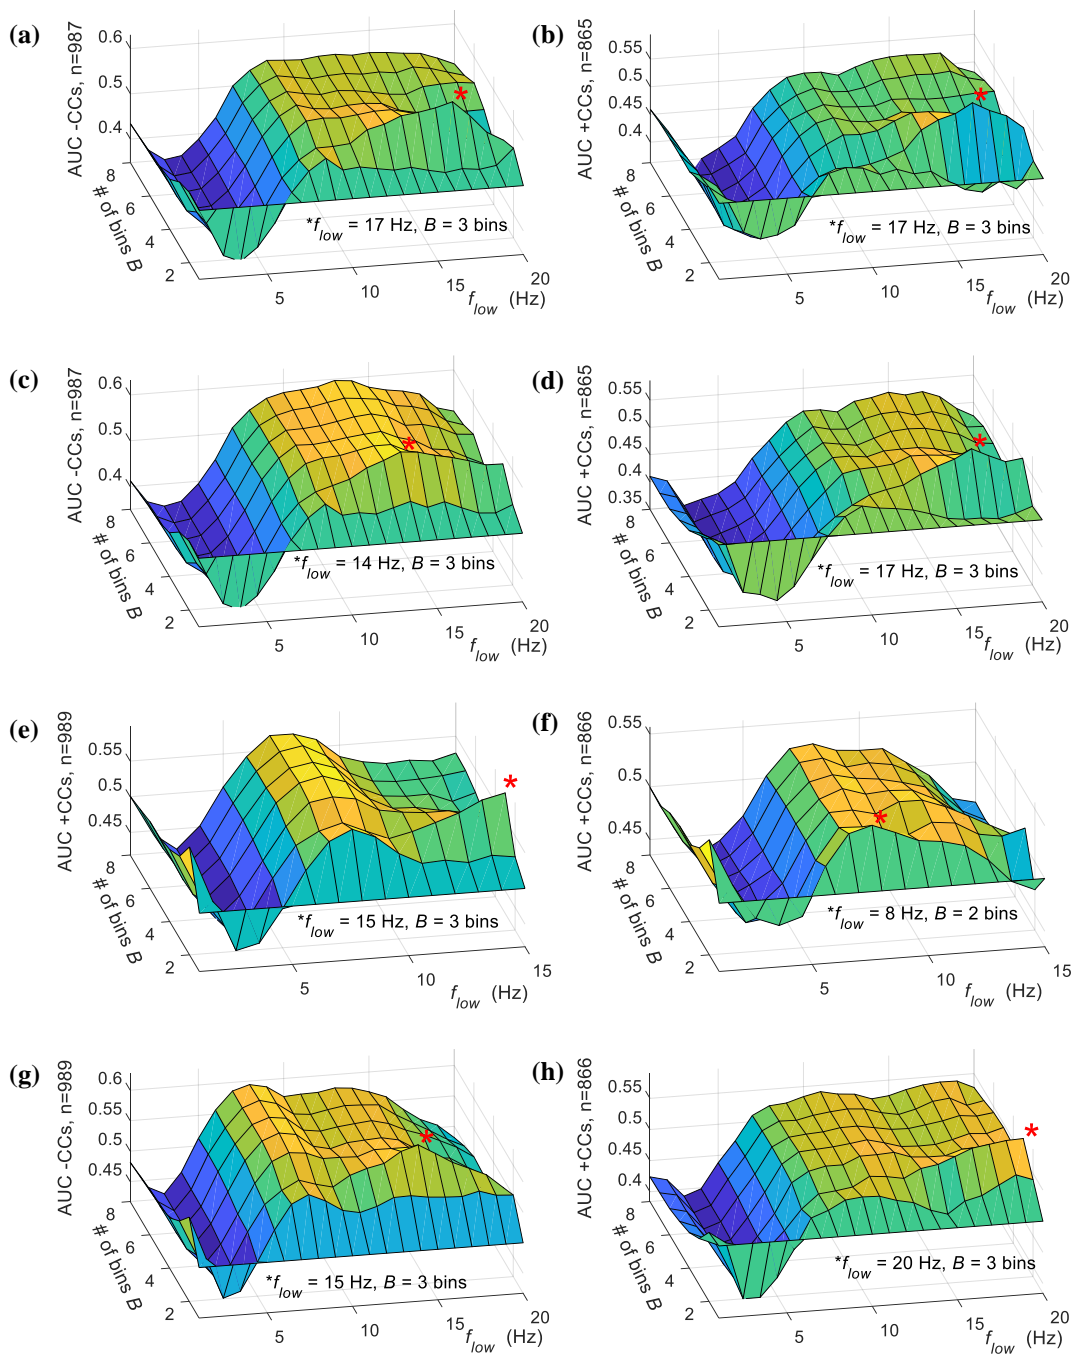 (a)
AUC -CCs, n=987
0.6
0.5
0.4
8
6
4
2
# of bins B
*f_low = 17 Hz, B = 3 bins
5
10
15
20
f_low (Hz)
(b)
AUC +CCs, n=865
0.55
0.5
0.45
0.4
8
6
4
2
# of bins B
*f_low = 17 Hz, B = 3 bins
5
10
15
20
f_low (Hz)
(c)
AUC -CCs, n=987
0.6
0.5
0.4
8
6
4
2
# of bins B
*f_low = 14 Hz, B = 3 bins
5
10
15
20
f_low (Hz)
(d)
AUC +CCs, n=865
0.55
0.5
0.45
0.4
0.35
8
6
4
2
# of bins B
*f_low = 17 Hz, B = 3 bins
5
10
15
20
f_low (Hz)
(e)
AUC +CCs, n=989
0.55
0.5
0.45
8
6
4
2
# of bins B
*f_low = 15 Hz, B = 3 bins
5
10
15
f_low (Hz)
(f)
AUC +CCs, n=866
0.55
0.5
0.45
8
6
4
2
# of bins B
*f_low = 8 Hz, B = 2 bins
5
10
15
f_low (Hz)
(g)
AUC -CCs, n=989
0.6
0.55
0.5
0.45
8
6
4
2
# of bins B
*f_low = 15 Hz, B = 3 bins
5
10
15
20
f_low (Hz)
(h)
AUC +CCs, n=866
0.55
0.5
0.45
0.4
8
6
4
2
# of bins B
*f_low = 20 Hz, B = 3 bins
5
10
15
20
f_low (Hz)